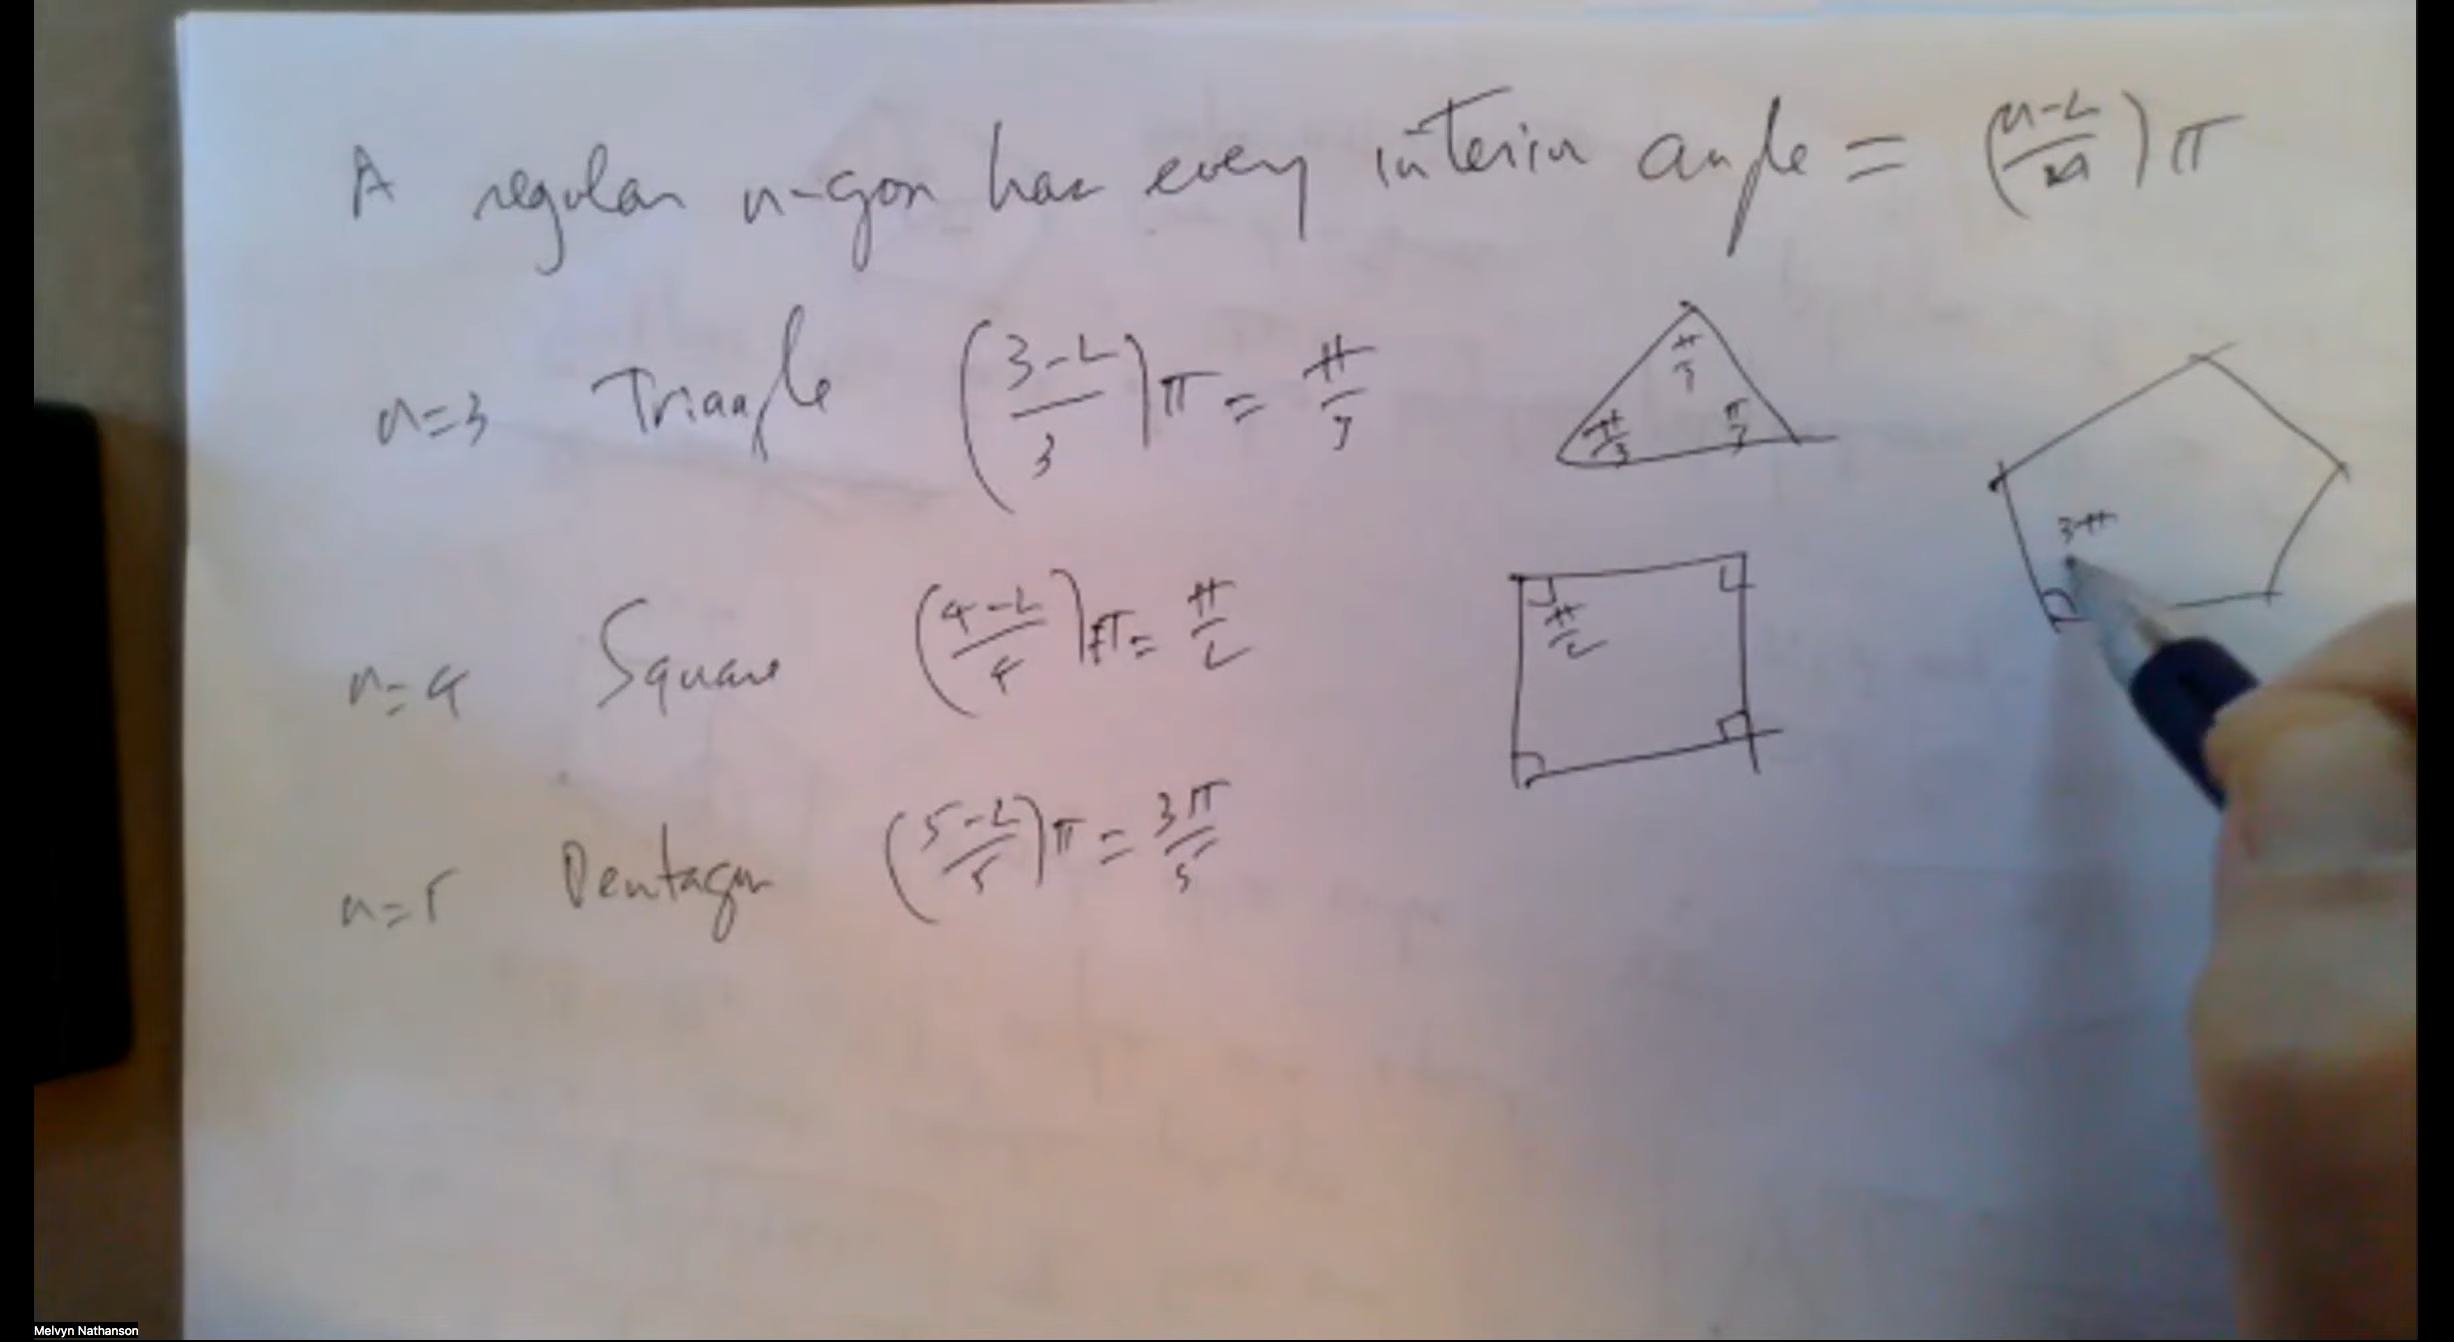 A regular n-gon has every interior angle = (n-2/n)π
n=3 Triangle (3-2/3)π = π/3
π/3
π/3 π/3
3π
n=4 Square (4-2/4)π = π/2
π/2
n=5 Pentagon (5-2/5)π = 3π/5
Melvyn Nathanson